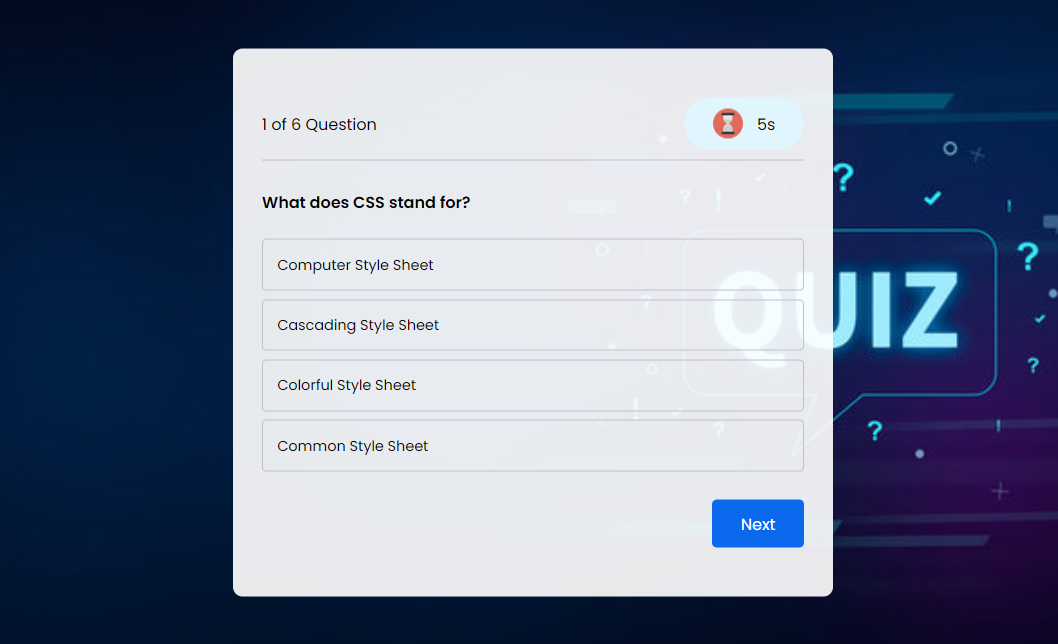 1 of 6 Question
5s
What does CSS stand for?
Computer Style Sheet
Cascading Style Sheet
Colorful Style Sheet
Common Style Sheet
Next
QUIZ